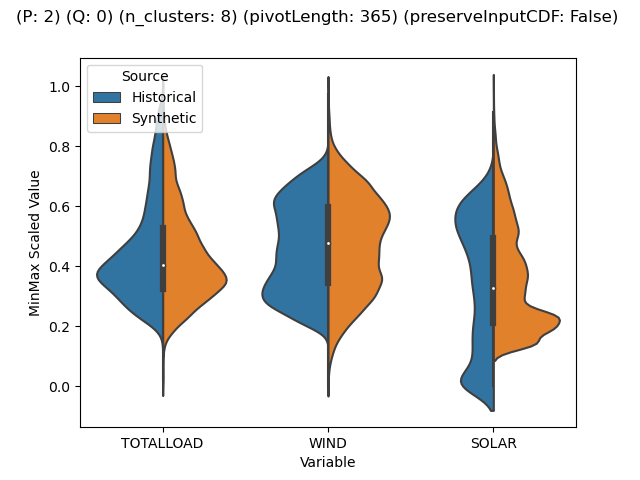 (P: 2) (Q: 0) (n_clusters: 8) (pivotLength: 365) (preserveInputCDF: False)
Source
Historical
Synthetic
MinMax Scaled Value
1.0
0.8
0.6
0.4
0.2
0.0
TOTALLOAD WIND SOLAR
Variable